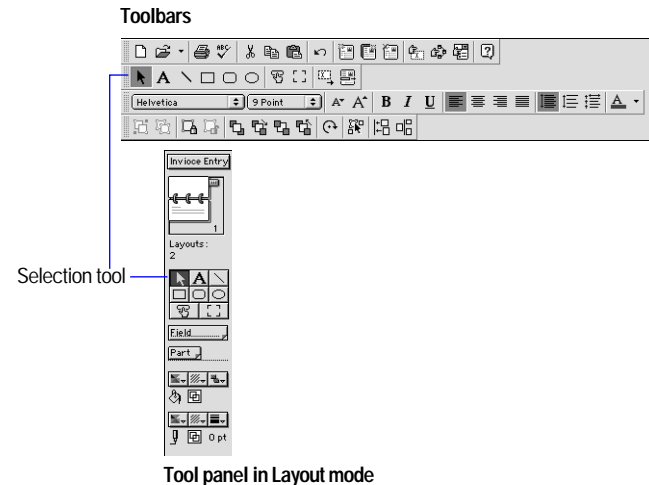 Toolbars
Helvetica 9 Point A A B I U A
Invioce Entry
1
Layouts:
2
Selection tool
A
Field
Part
0 pt
Tool panel in Layout mode